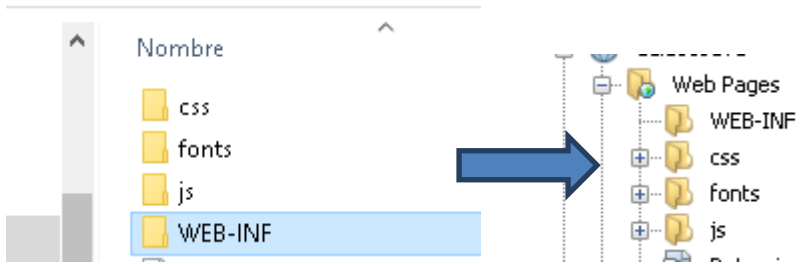 Nombre
css
fonts
js
WEB-INF
Web Pages
WEB-INF
css
fonts
js